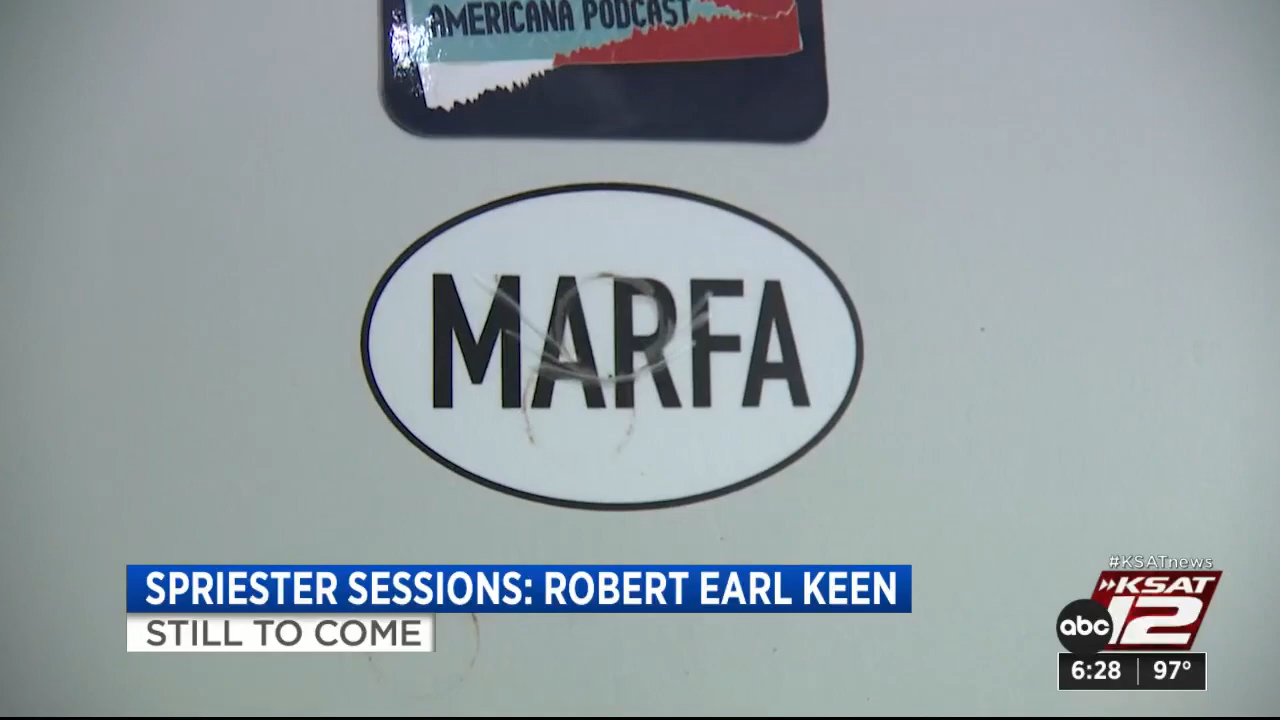 AMERICANA PODCAST
MARFA
SPRIESTER SESSIONS: ROBERT EARL KEEN
STILL TO COME
#KSATnews
KSAT
abc 12
6:28 97°